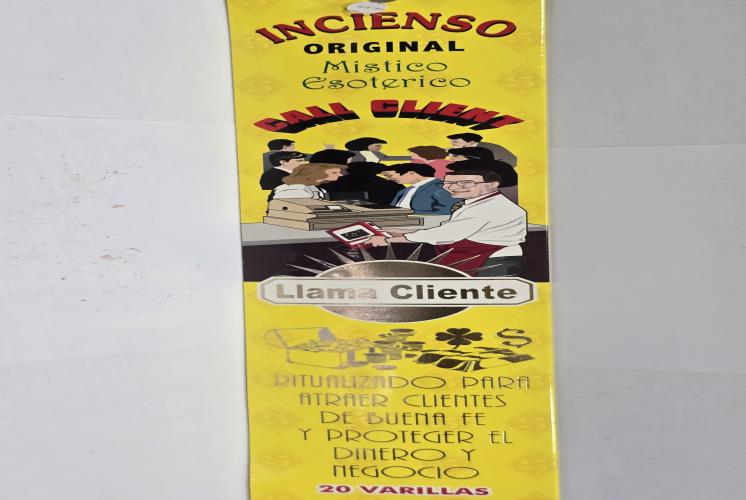 INCIENSO
ORIGINAL
Mistico
Esoterico
CALL CLIENT
Llama Cliente
RITUALIZADO PARA
ATRAER CLIENTES
DE BUENA FE
Y PROTEGER EL
DINERO Y
NEGOCIO
20 VARILLAS